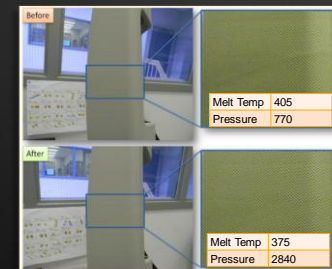 Before
Melt Temp 405
Pressure 770
After
Melt Temp 375
Pressure 2840